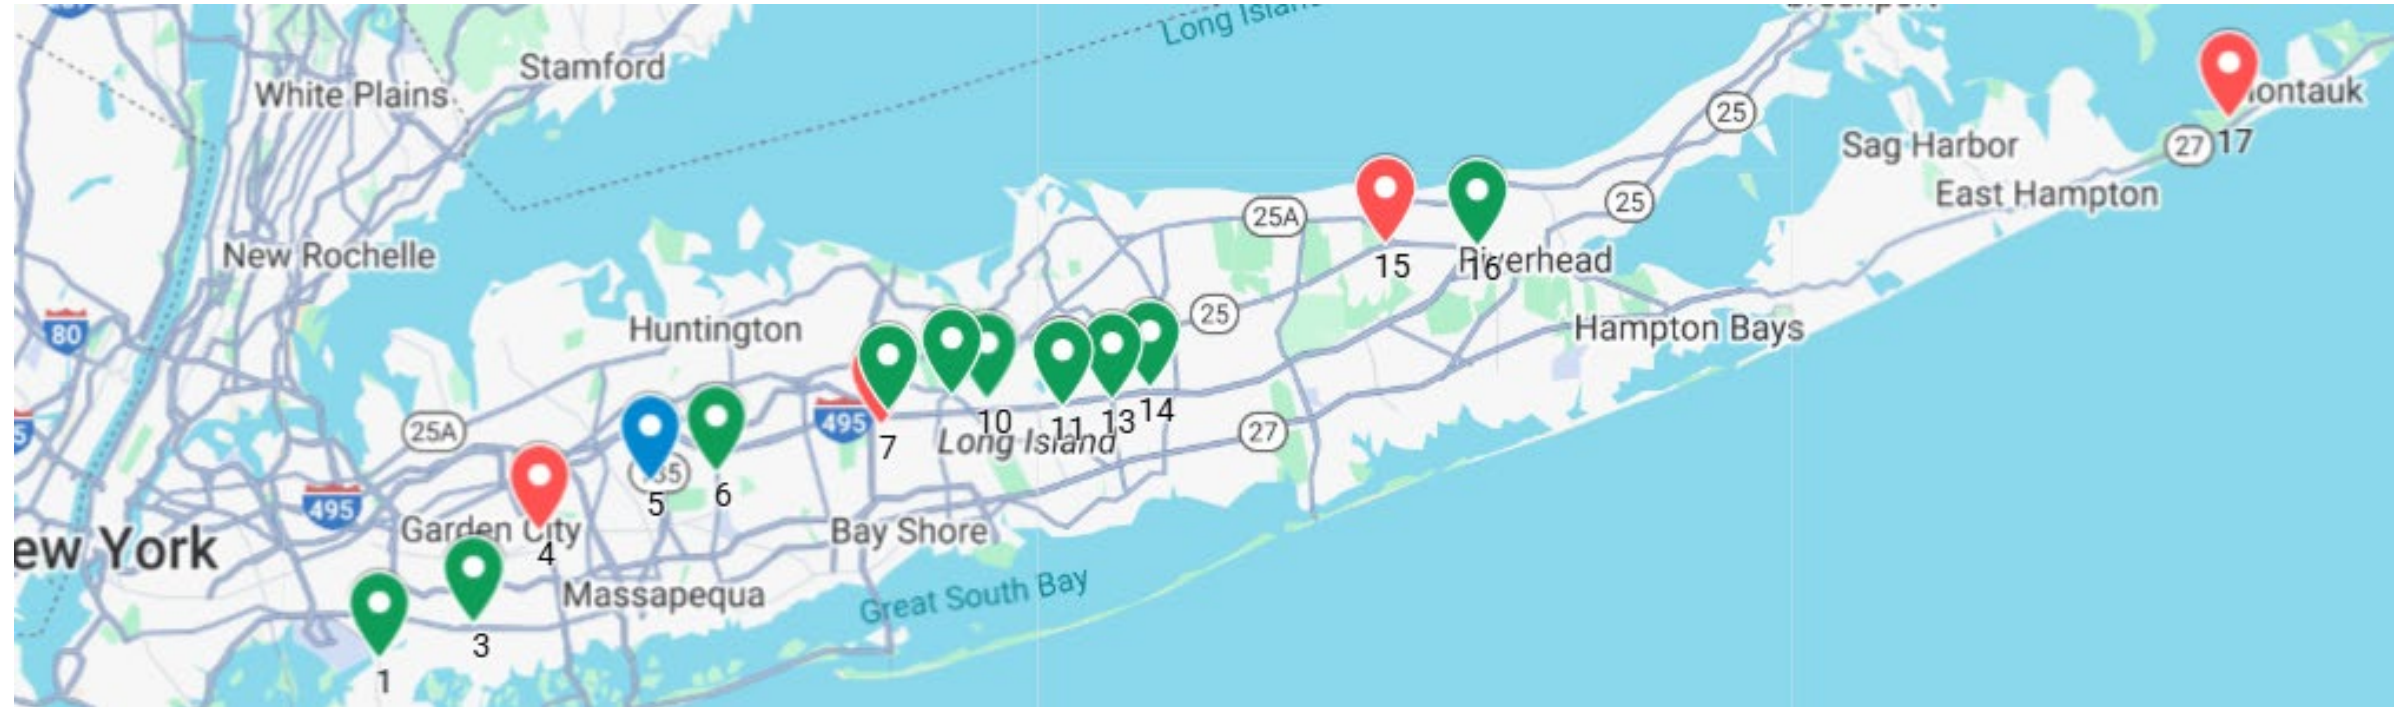 Long Island
Stamford
White Plains
ontauk
25
17
27
Sag Harbor
East Hampton
25
25A
New Rochelle
Riverhead
15
16
80
Huntington
25
Hampton Bays
25A
495
7
10
11
13
14
Long Island
27
5
6
495
Garden City
4
Bay Shore
ew York
Massapequa
Great South Bay
3
1